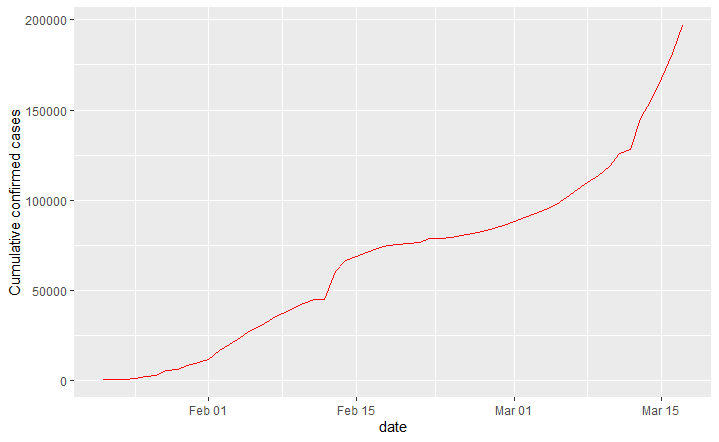 Cumulative confirmed cases
200000
150000
100000
50000
0
Feb 01 Feb 15 Mar 01 Mar 15
date